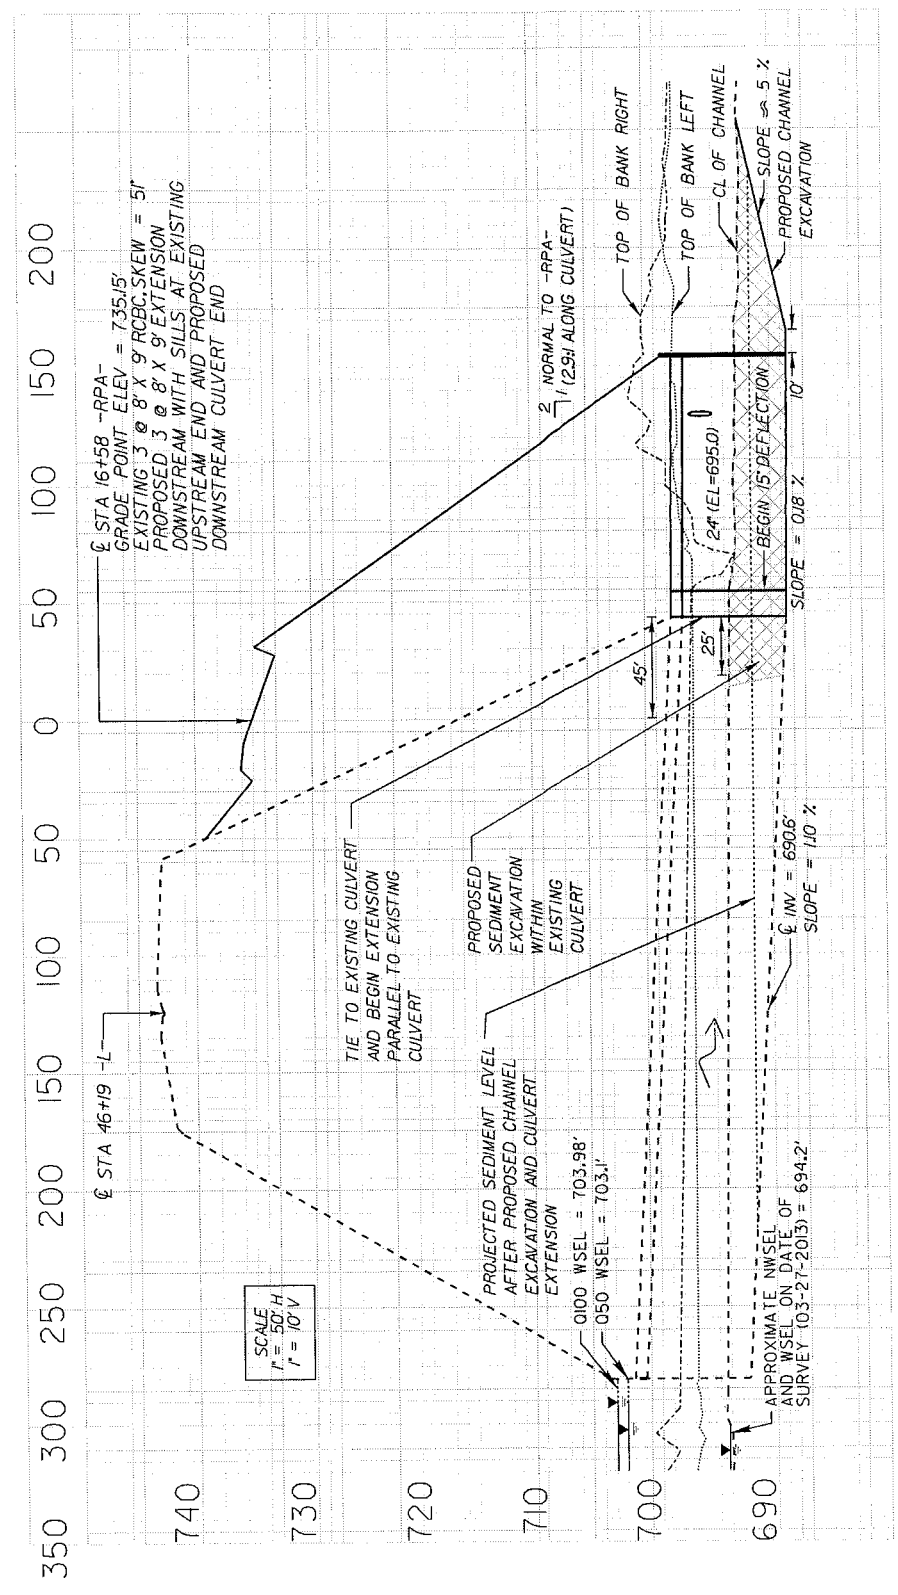 350 300 250 200 150 100 50 0 50 100 150 200
740
730
720
710
700
690
℄ STA 46+19 -L-
℄ STA 16+58 -RPA-
GRADE POINT ELEV = 735.15'
EXISTING 3 @ 8' X 9' RCBC, SKEW = 51°
PROPOSED 3 @ 8' X 9' EXTENSION
DOWNSTREAM WITH SILLS AT EXISTING
UPSTREAM END AND PROPOSED
DOWNSTREAM CULVERT END
SCALE
1" = 50' H
1" = 10' V
2
1
NORMAL TO -RPA-
(2.9:1 ALONG CULVERT)
TIE TO EXISTING CULVERT
AND BEGIN EXTENSION
PARALLEL TO EXISTING
CULVERT
PROPOSED
SEDIMENT
EXCAVATION
WITHIN
EXISTING
CULVERT
PROJECTED SEDIMENT LEVEL
AFTER PROPOSED CHANNEL
EXCAVATION AND CULVERT
EXTENSION
Q100 WSEL = 703.98'
Q50 WSEL = 703.1'
TOP OF BANK RIGHT
TOP OF BANK LEFT
CL OF CHANNEL
SLOPE ≈ 5 %
PROPOSED CHANNEL
EXCAVATION
45'
25'
24" (EL=695.0)
BEGIN 15° DEFLECTION
10'
SLOPE = 0.18 %
℄ INV = 690.6'
SLOPE = 1.10 %
APPROXIMATE NWSEL
AND WSEL ON DATE OF
SURVEY (03-27-2013) = 694.2'